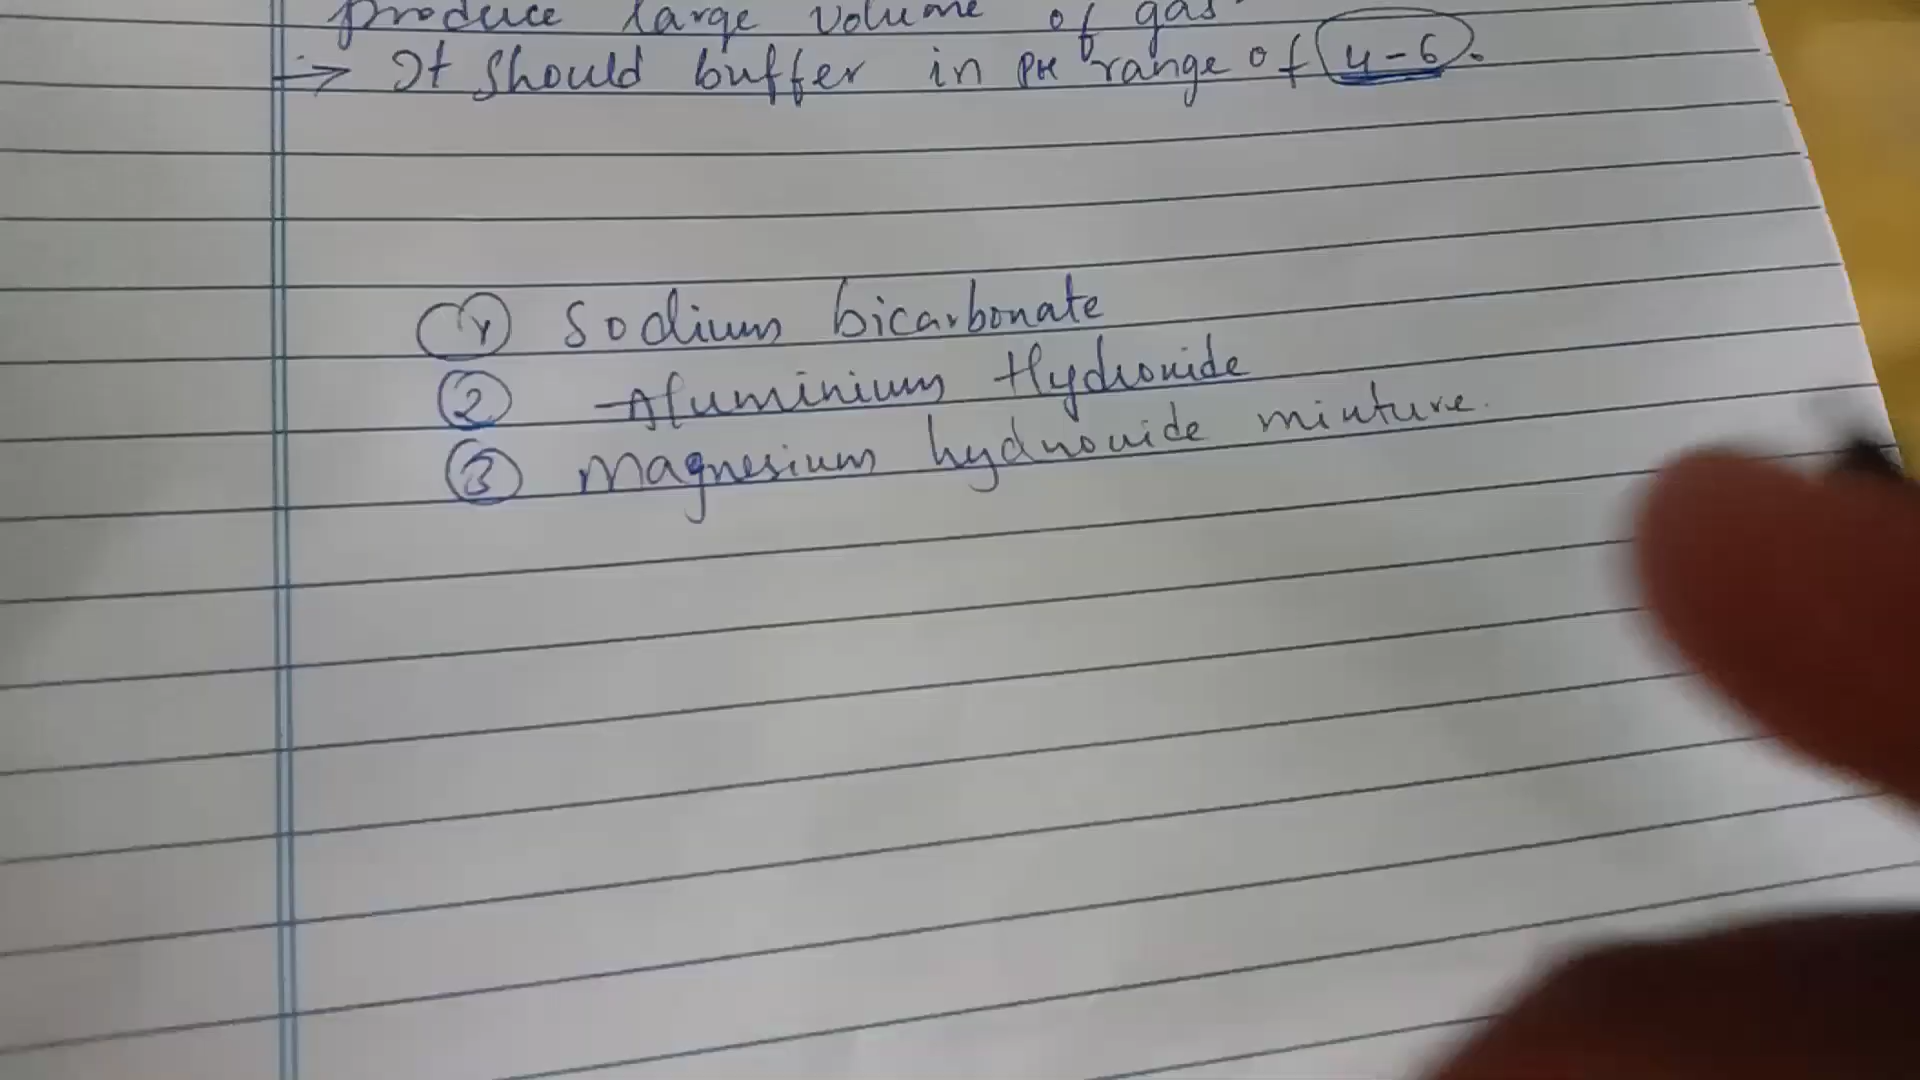 produce large volume of gas
→ It should buffer in PH range of 4-6.
① Sodium bicarbonate
② Aluminium Hydroxide
③ Magnesium hydroxide mixture.